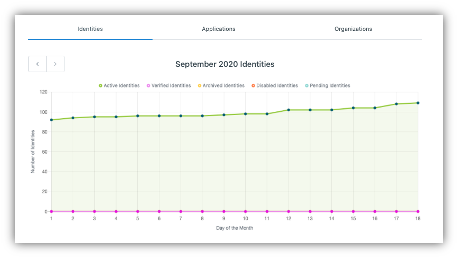 Identities Applications Organizations
September 2020 Identities
Active Identities Verified Identities Archived Identities Disabled Identities Pending Identities
120
100
80
60
40
20
0
Number of Identities
1 2 3 4 5 6 7 8 9 10 11 12 13 14 15 16 17 18
Day of the Month